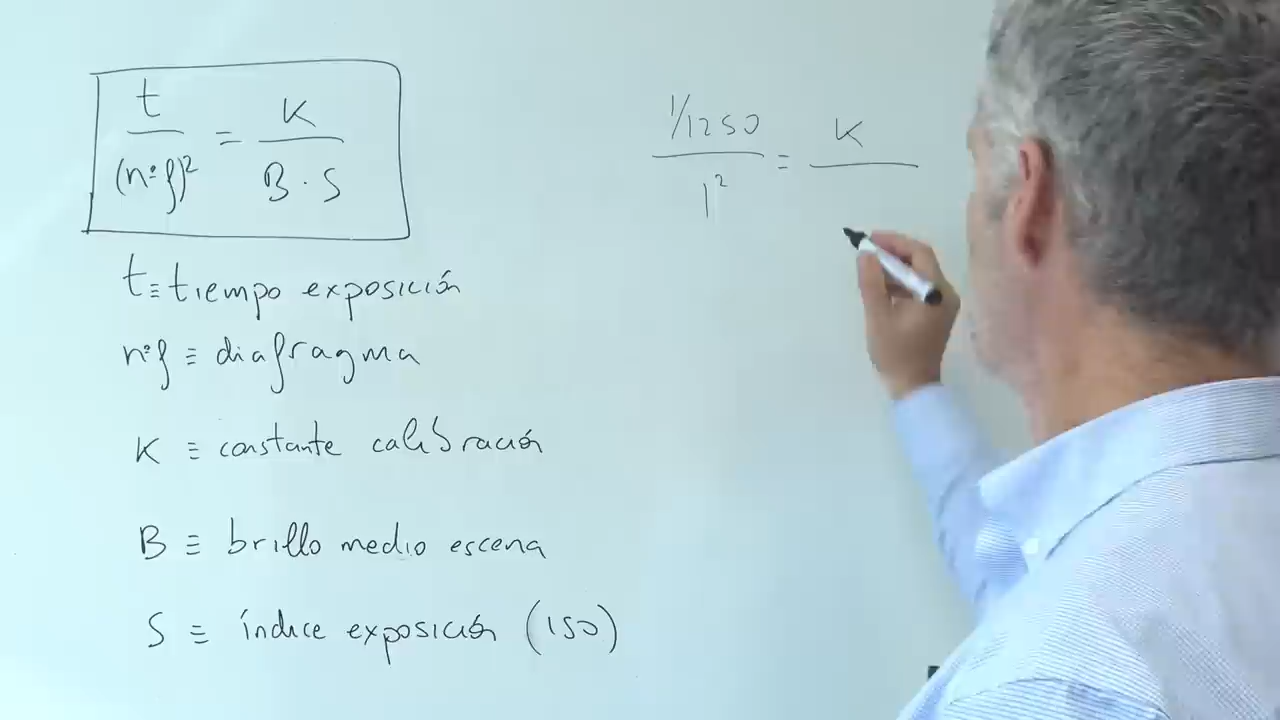 t / (nºf)² = K / B · S
(1/1250) / 1² = K /
t ≡ tiempo exposición
nºf ≡ diafragma
K ≡ constante calibración
B ≡ brillo medio escena
S ≡ índice exposición (ISO)